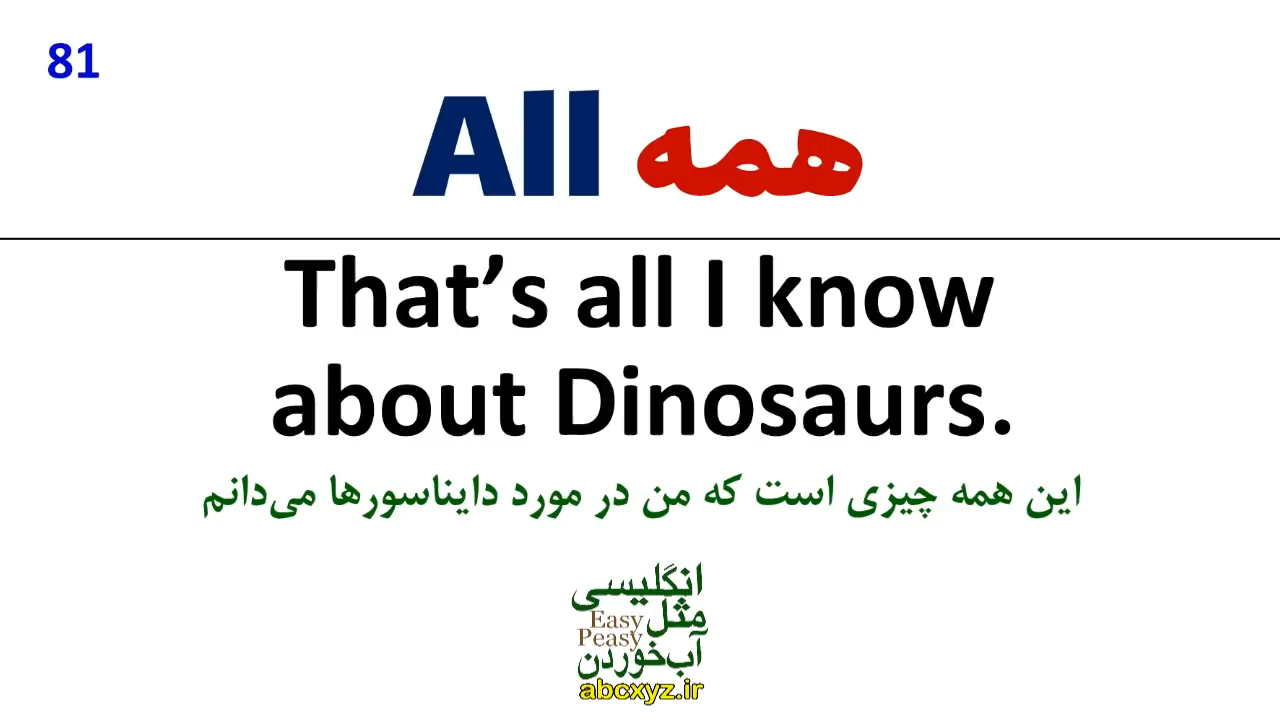 81
All همه
That’s all I know
about Dinosaurs.
این همه چیزی است که من در مورد دایناسورها می‌دانم
انگلیسی
مثل Easy
Peasy
آب‌خوردن
abcxyz.ir